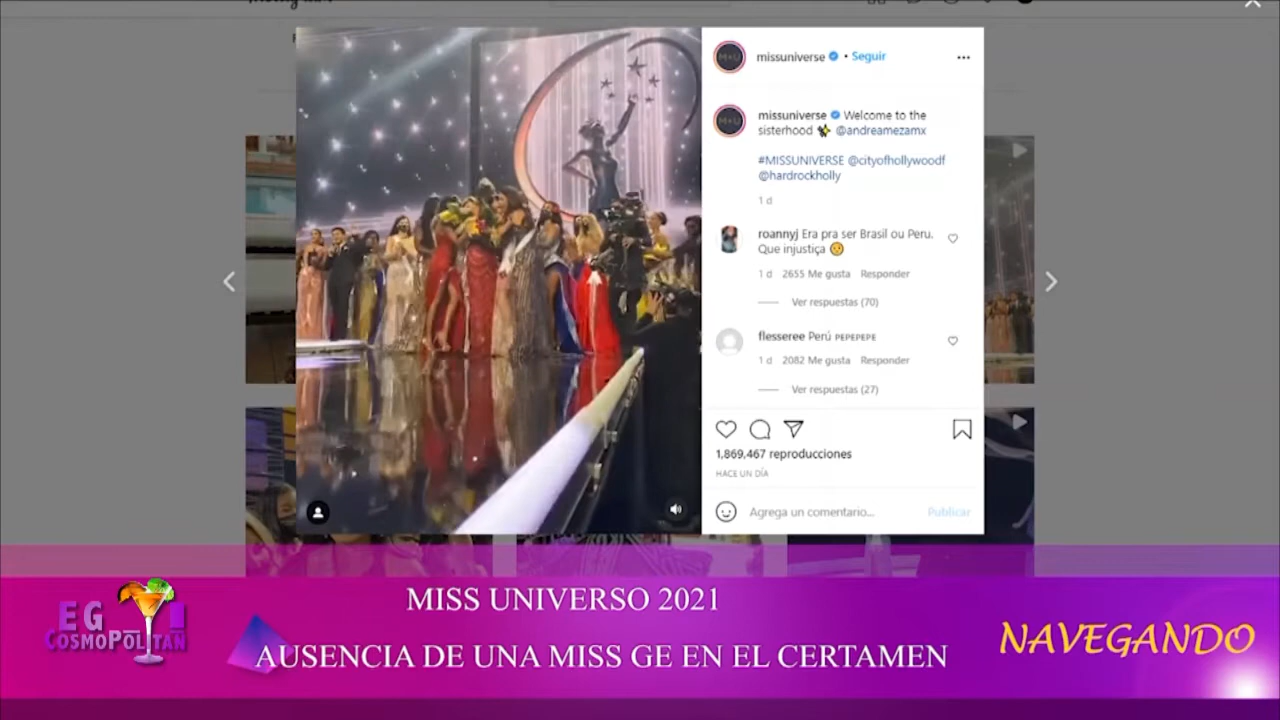 missuniverse • Seguir
missuniverse Welcome to the
sisterhood @andreamezamx
#MISSUNIVERSE @cityofhollywoodf
@hardrockholly
1 d
roannyj Era pra ser Brasil ou Peru.
Que injustiça
1 d 2655 Me gusta Responder
Ver respuestas (70)
flesseree Perú PEPEPEPE
1 d 2082 Me gusta Responder
Ver respuestas (27)
1,869,467 reproducciones
HACE UN DÍA
Agrega un comentario... Publicar
MISS UNIVERSO 2021
AUSENCIA DE UNA MISS GE EN EL CERTAMEN
EG
COSMOPOLITAN
NAVEGANDO